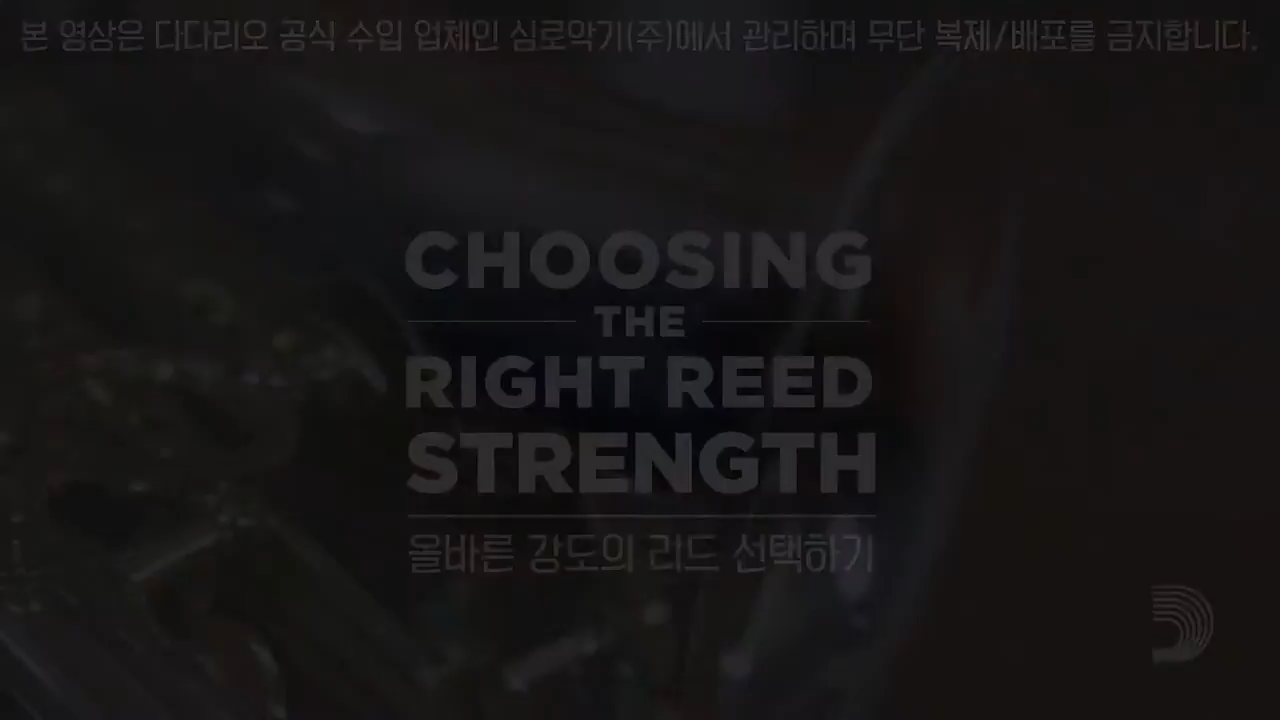 본 영상은 다다리오 공식 수입 업체인 심로악기(주)에서 관리하며 무단 복제/배포를 금지합니다.
CHOOSING
THE
RIGHT REED
STRENGTH
올바른 강도의 리드 선택하기